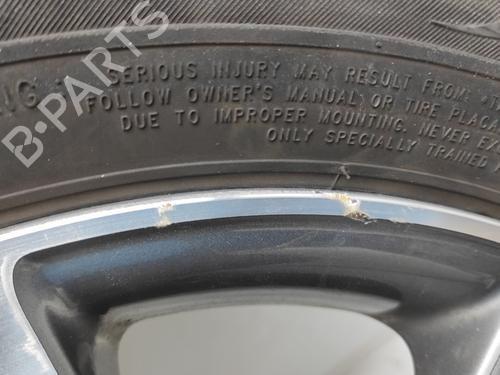 SERIOUS INJURY MAY RESULT FROM
FOLLOW OWNER'S MANUAL OR TIRE PLACA
DUE TO IMPROPER MOUNTING. NEVER EX
ONLY SPECIALLY TRAINED